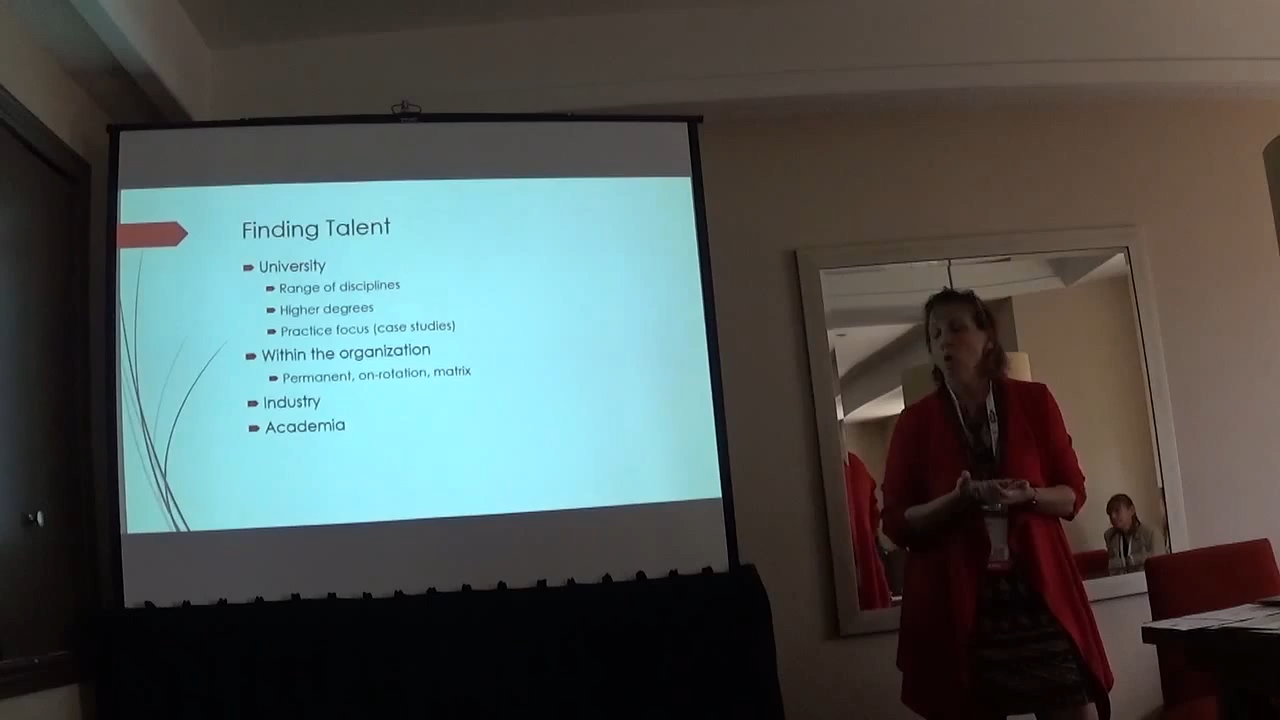 Finding Talent
University
Range of disciplines
Higher degrees
Practice focus (case studies)
Within the organization
Permanent, on-rotation, matrix
Industry
Academia